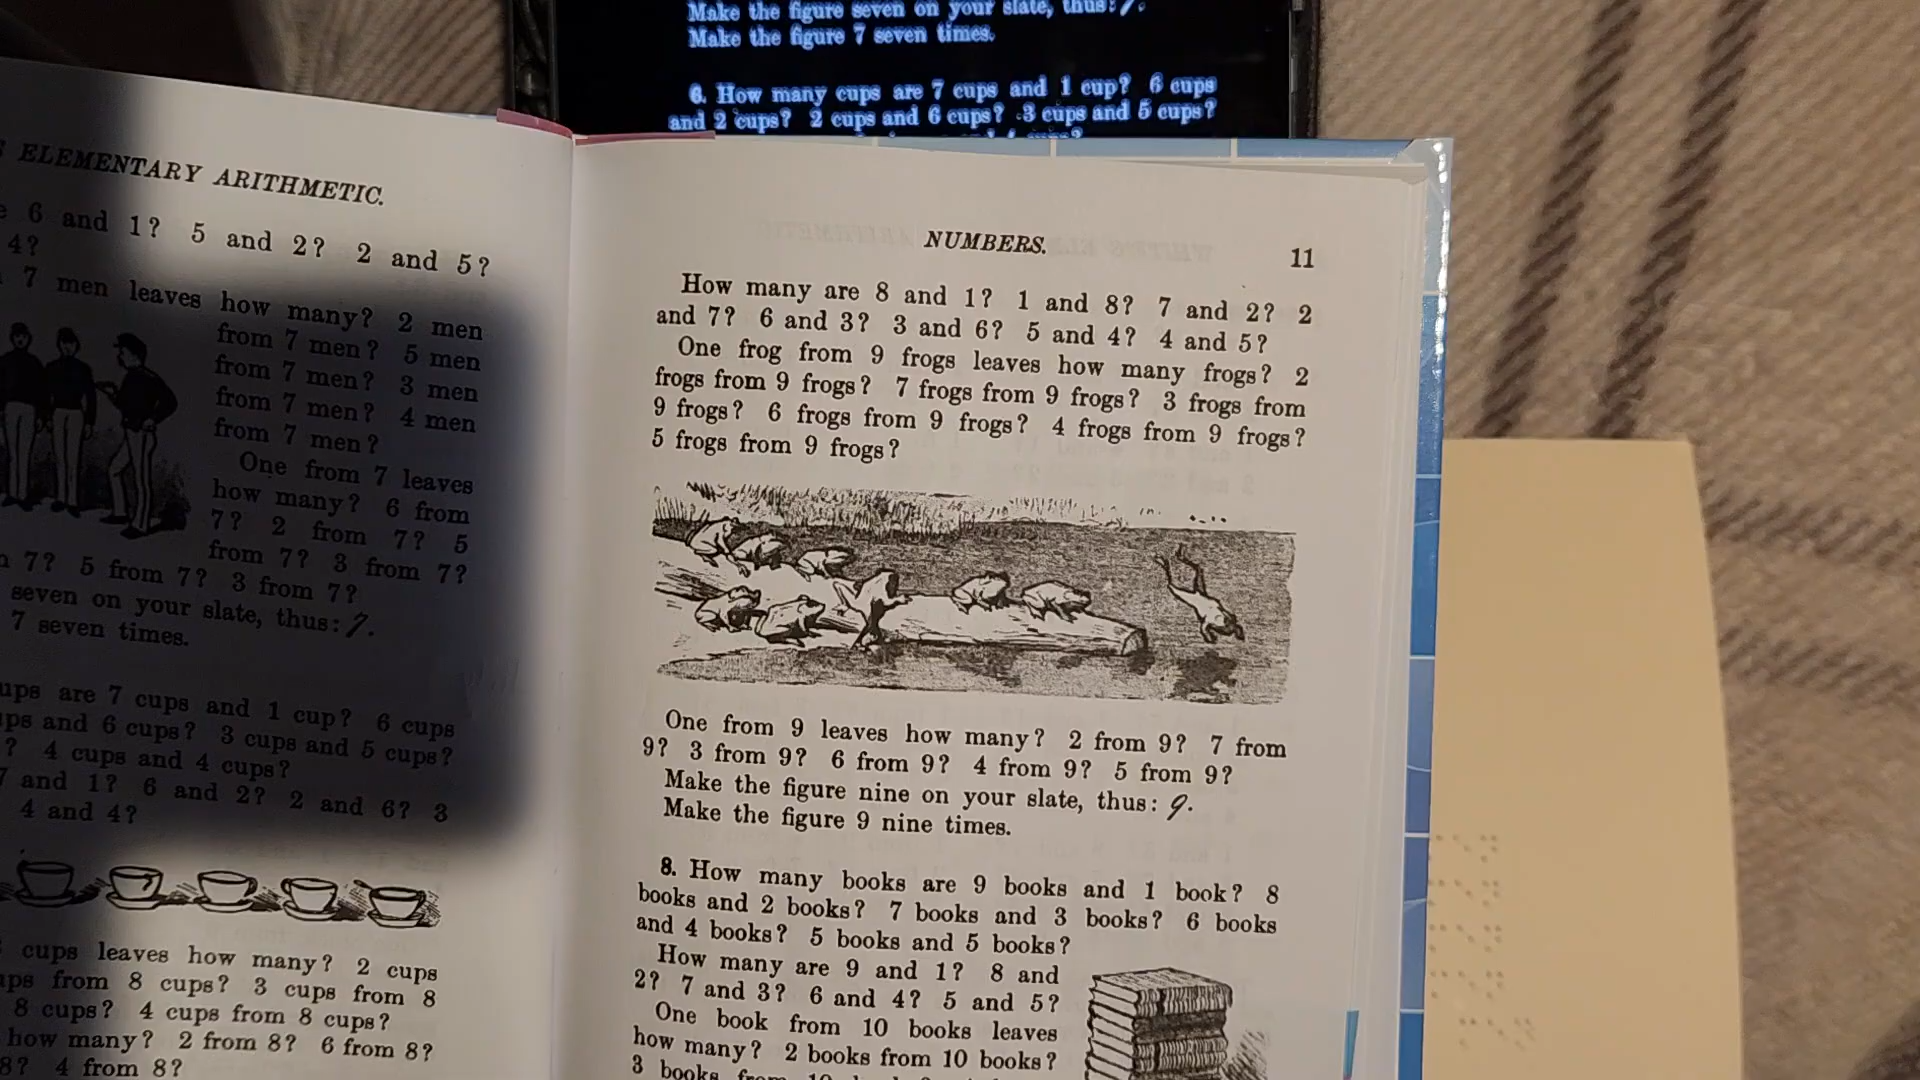 Make the figure seven on your slate, thus: 7.
Make the figure 7 seven times.
6. How many cups are 7 cups and 1 cup? 6 cups
and 2 cups? 2 cups and 6 cups? 3 cups and 5 cups?
ELEMENTARY ARITHMETIC.
6 and 1? 5 and 2? 2 and 5?
4?
7 men leaves how many? 2 men
from 7 men? 5 men
from 7 men? 3 men
from 7 men? 4 men
from 7 men?
One from 7 leaves
how many? 6 from
7? 2 from 7? 5
from 7? 3 from 7?
7? 5 from 7? 3 from 7?
seven on your slate, thus: 7.
7 seven times.
are 7 cups and 1 cup? 6 cups
and 6 cups? 3 cups and 5 cups?
? 4 cups and 4 cups?
7 and 1? 6 and 2? 2 and 6? 3
4 and 4?
cups leaves how many? 2 cups
from 8 cups? 3 cups from 8
8 cups? 4 cups from 8 cups?
how many? 2 from 8? 6 from 8?
8? 4 from 8?
NUMBERS. 11
How many are 8 and 1? 1 and 8? 7 and 2? 2
and 7? 6 and 3? 3 and 6? 5 and 4? 4 and 5?
One frog from 9 frogs leaves how many frogs? 2
frogs from 9 frogs? 7 frogs from 9 frogs? 3 frogs from
9 frogs? 6 frogs from 9 frogs? 4 frogs from 9 frogs?
5 frogs from 9 frogs?
One from 9 leaves how many? 2 from 9? 7 from
9? 3 from 9? 6 from 9? 4 from 9? 5 from 9?
Make the figure nine on your slate, thus: 9.
Make the figure 9 nine times.
8. How many books are 9 books and 1 book? 8
books and 2 books? 7 books and 3 books? 6 books
and 4 books? 5 books and 5 books?
How many are 9 and 1? 8 and
2? 7 and 3? 6 and 4? 5 and 5?
One book from 10 books leaves
how many? 2 books from 10 books?
3 books from 10